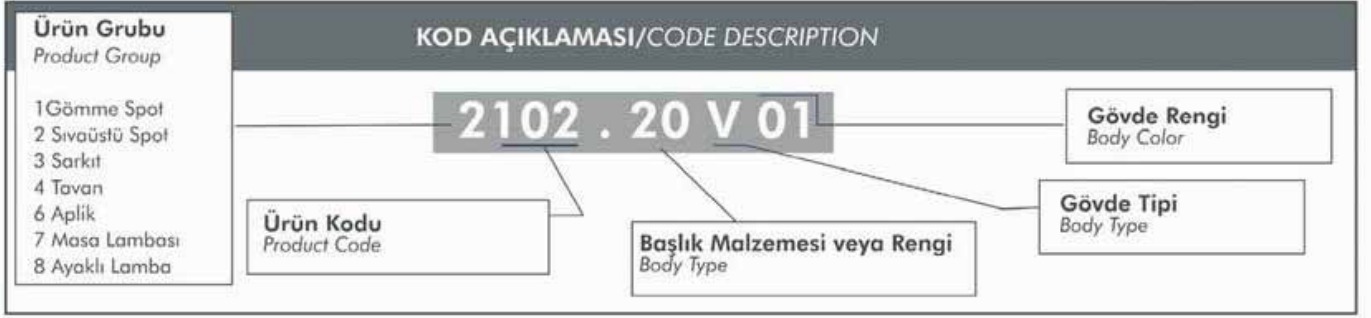 Ürün Grubu
Product Group
1Gömme Spot
2 Sıvaüstü Spot
3 Sarkıt
4 Tavan
6 Aplik
7 Masa Lambası
8 Ayaklı Lamba
KOD AÇIKLAMASI/CODE DESCRIPTION
2102 . 20 V 01
Gövde Rengi
Body Color
Gövde Tipi
Body Type
Ürün Kodu
Product Code
Başlık Malzemesi veya Rengi
Body Type